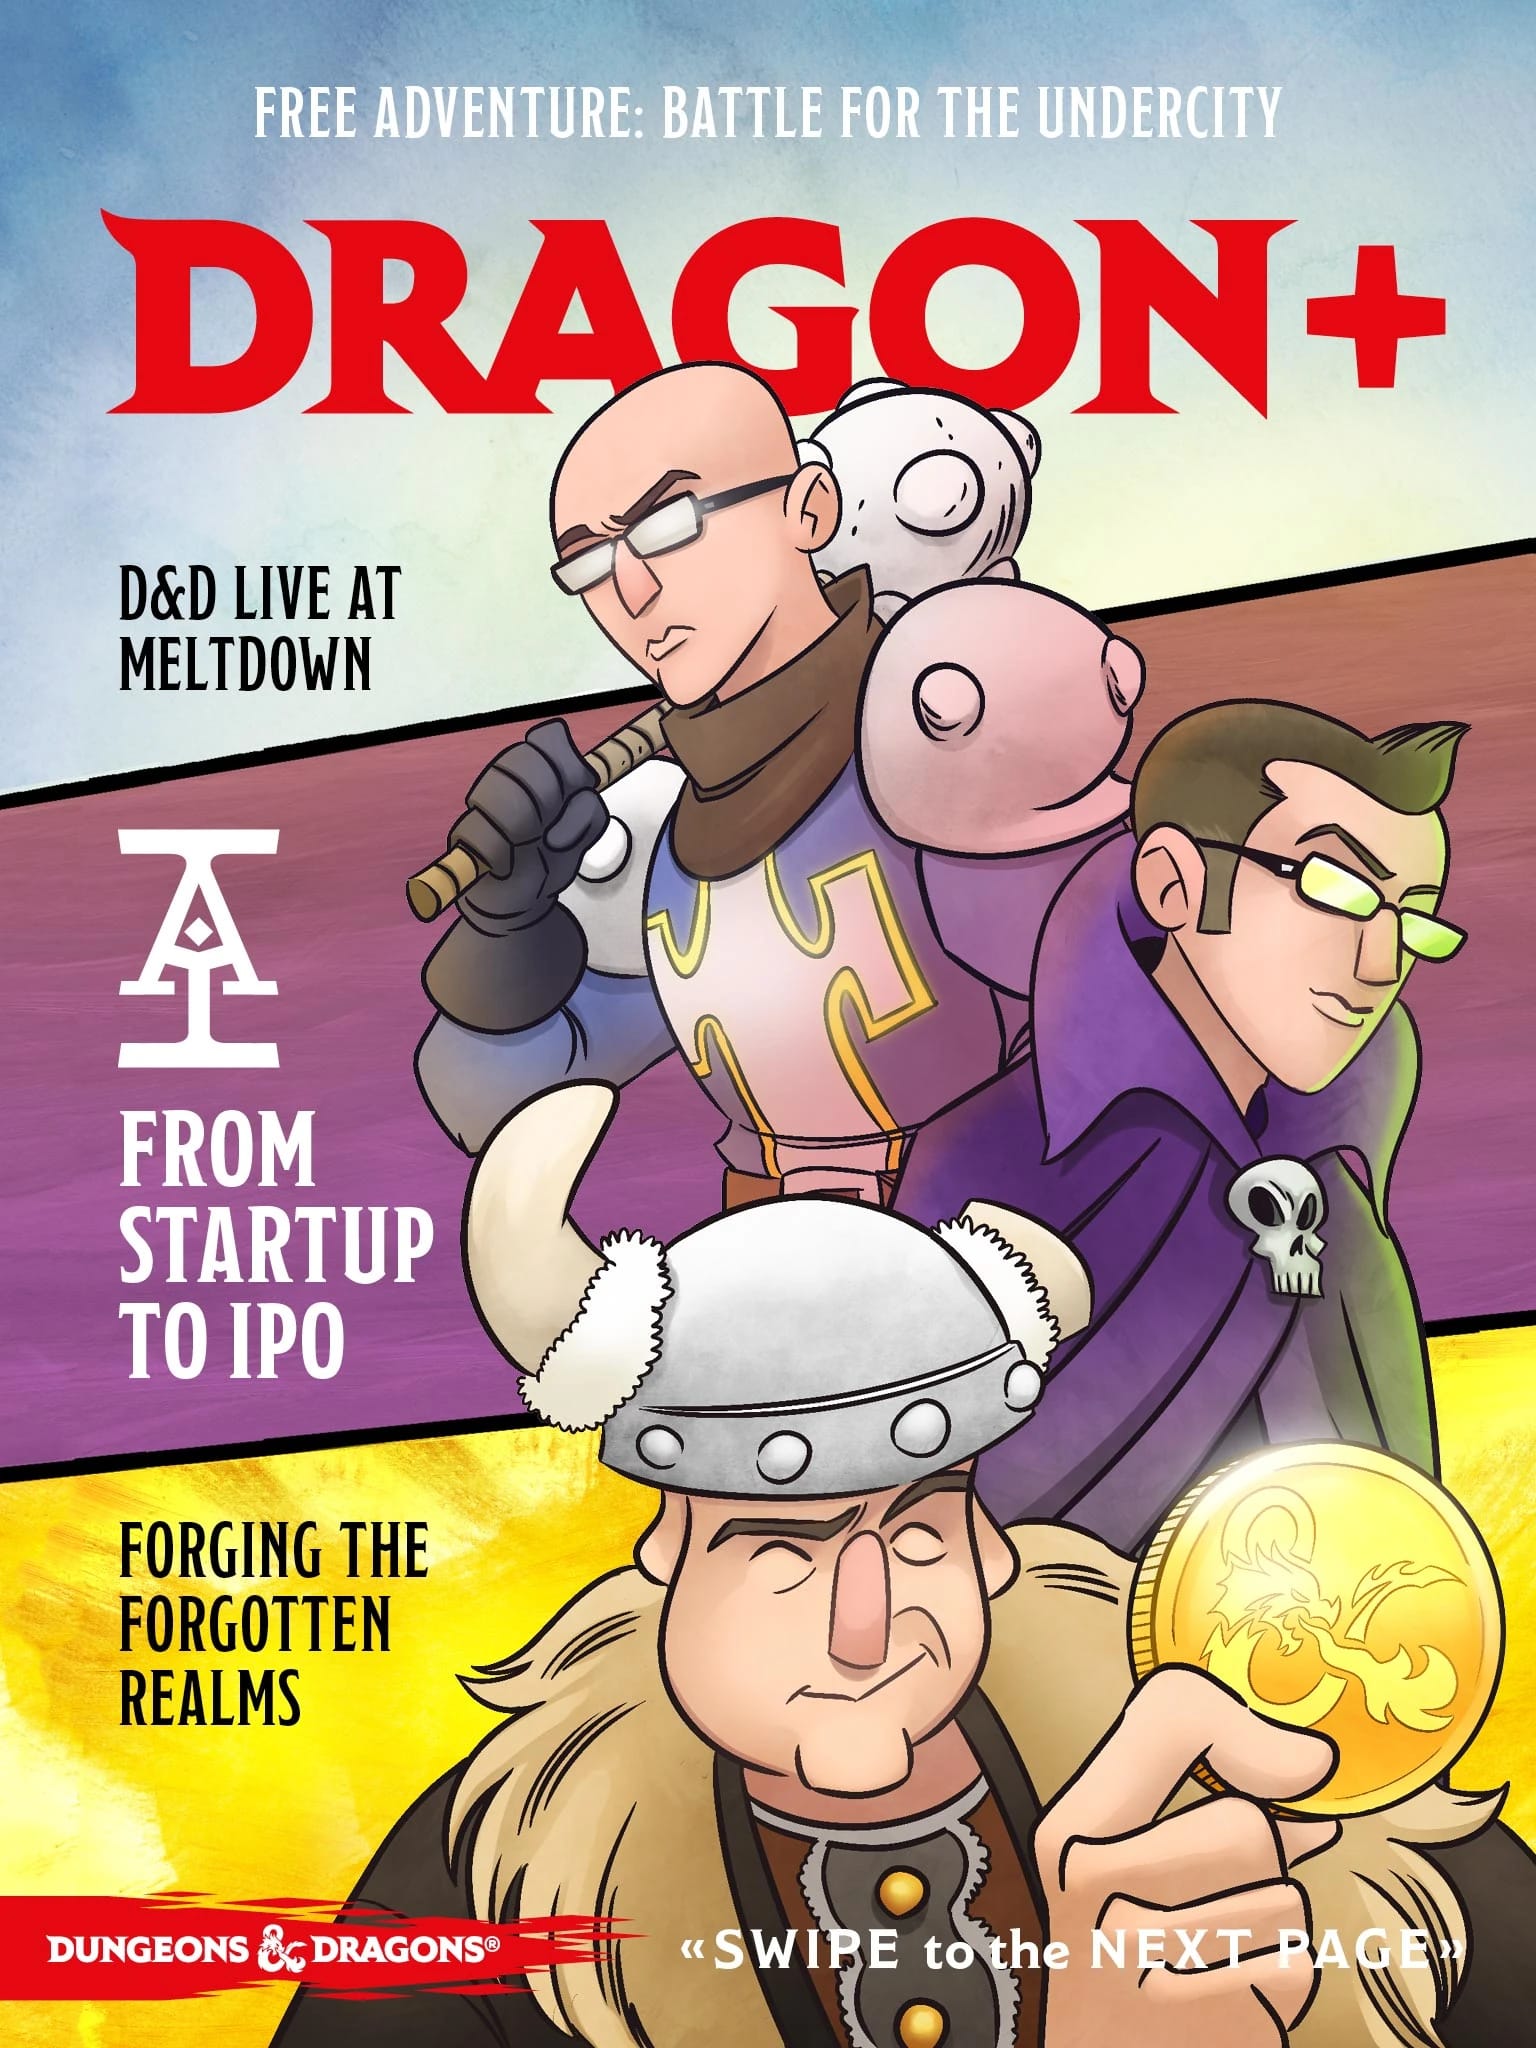 FREE ADVENTURE: BATTLE FOR THE UNDERCITY
DRAGON+
D&D LIVE AT
MELTDOWN
AI
FROM
STARTUP
TO IPO
FORGING THE
FORGOTTEN
REALMS
DUNGEONS & DRAGONS®
«SWIPE to the NEXT PAGE»